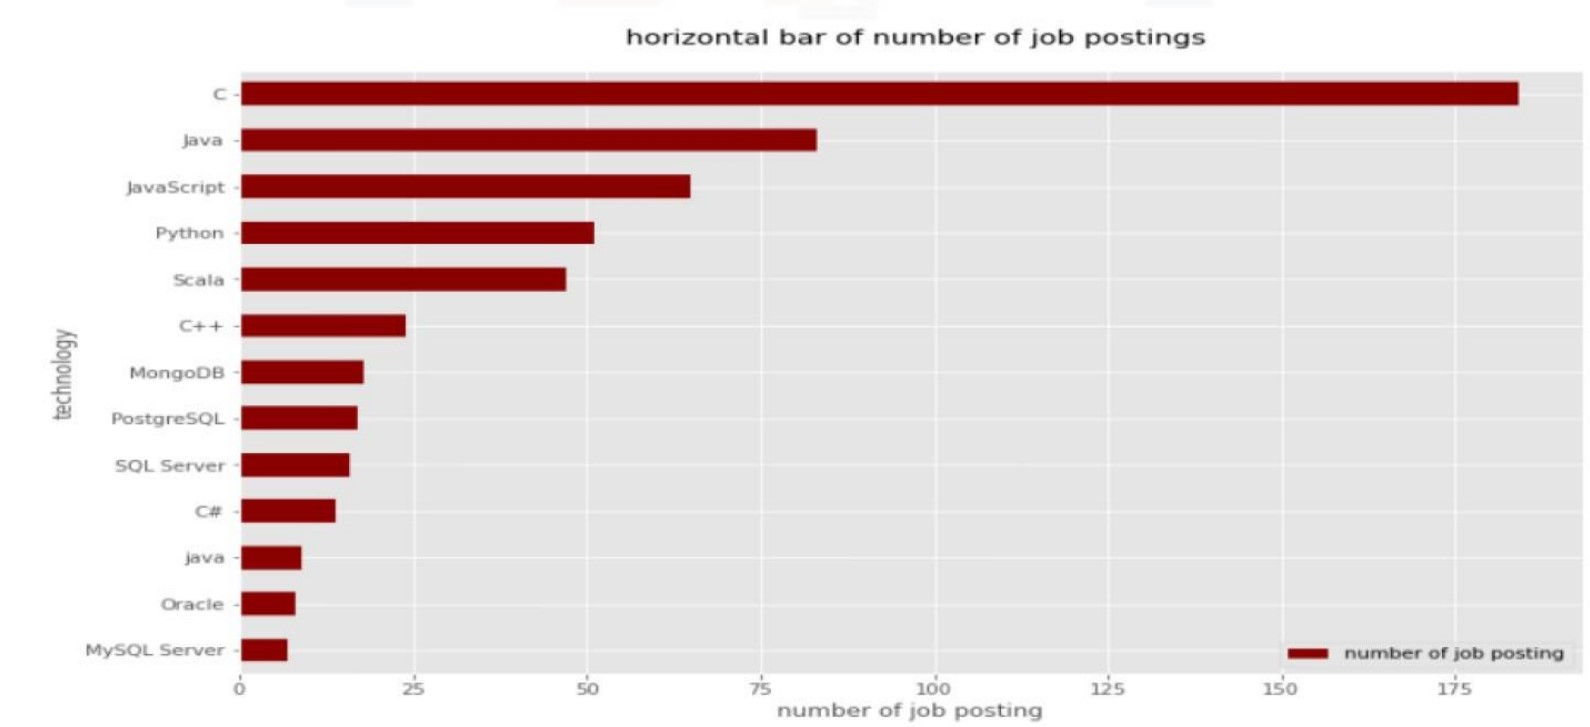 horizontal bar of number of job postings
C
Java
JavaScript
Python
Scala
C++
MongoDB
PostgreSQL
SQL Server
C#
java
Oracle
MySQL Server
technology
number of job posting
0 25 50 75 100 125 150 175
number of job posting